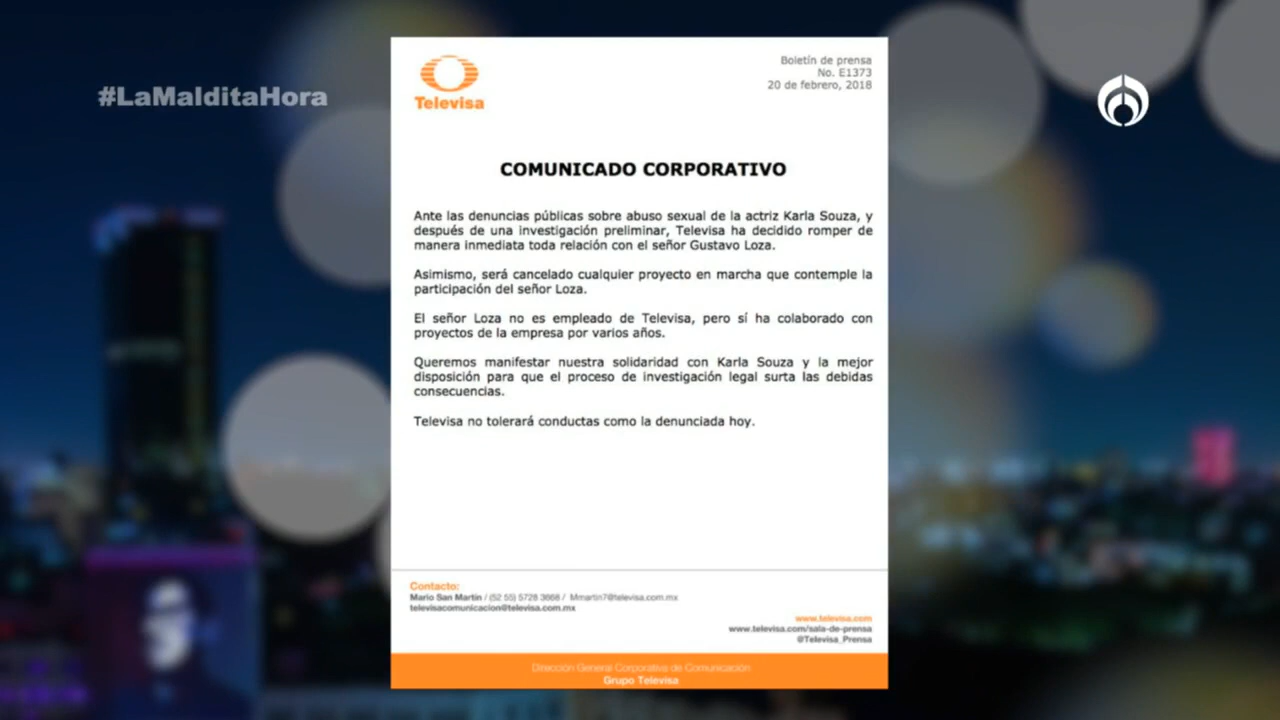 #LaMalditaHora
Televisa
Boletín de prensa
No. E1373
20 de febrero, 2018
COMUNICADO CORPORATIVO
Ante las denuncias públicas sobre abuso sexual de la actriz Karla Souza, y
después de una investigación preliminar, Televisa ha decidido romper de
manera inmediata toda relación con el señor Gustavo Loza.
Asimismo, será cancelado cualquier proyecto en marcha que contemple la
participación del señor Loza.
El señor Loza no es empleado de Televisa, pero sí ha colaborado con
proyectos de la empresa por varios años.
Queremos manifestar nuestra solidaridad con Karla Souza y la mejor
disposición para que el proceso de investigación legal surta las debidas
consecuencias.
Televisa no tolerará conductas como la denunciada hoy.
Contacto:
Mario San Martín / (52 55) 5728 3668 / Mmartin7@televisa.com.mx
televisacomunicacion@televisa.com.mx
www.televisa.com
www.televisa.com/sala-de-prensa
@Televisa_Prensa
Dirección General Corporativa de Comunicación
Grupo Televisa